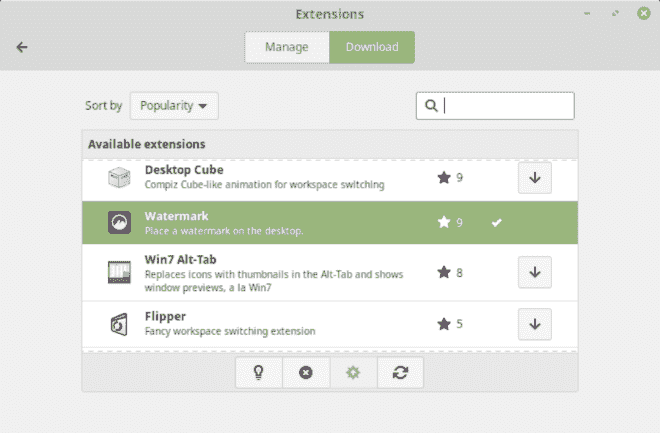 Extensions
Manage
Download
Sort by
Popularity
Available extensions
Desktop Cube
Compiz Cube-like animation for workspace switching
9
Watermark
Place a watermark on the desktop.
9
Win7 Alt-Tab
Replaces icons with thumbnails in the Alt-Tab and shows
window previews, a la Win7
8
Flipper
Fancy workspace switching extension
5